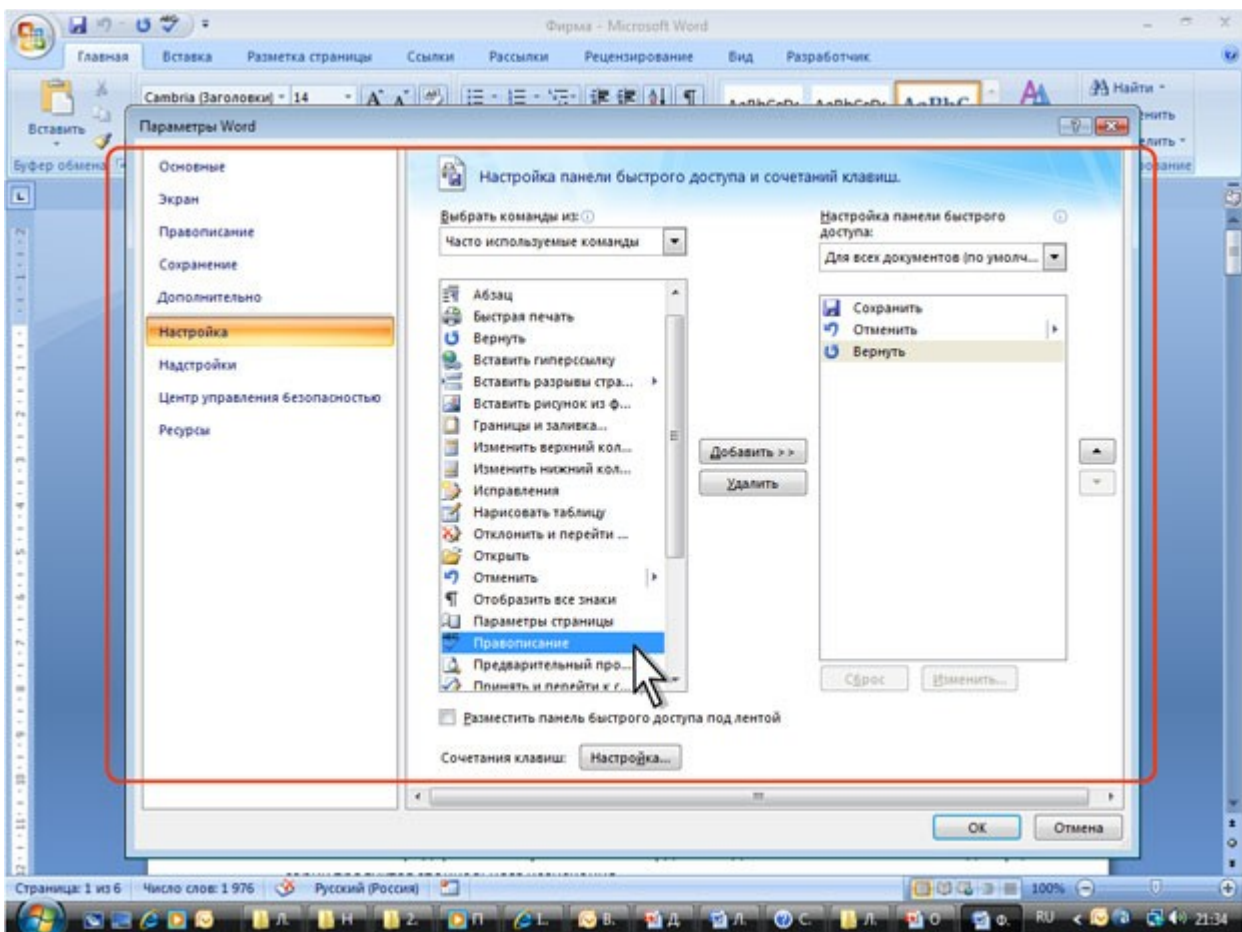 Фирма - Microsoft Word
Главная Вставка Разметка страницы Ссылки Рассылки Рецензирование Вид Разработчик
Cambria (Заголовки) 14
Найти
Вставить
Буфер обмена
Параметры Word
Основные
Экран
Правописание
Сохранение
Дополнительно
Настройка
Надстройки
Центр управления безопасностью
Ресурсы
Настройка панели быстрого доступа и сочетаний клавиш.
Выбрать команды из:
Часто используемые команды
Абзац
Быстрая печать
Вернуть
Вставить гиперссылку
Вставить разрывы стра...
Вставить рисунок из ф...
Границы и заливка...
Изменить верхний кол...
Изменить нижний кол...
Исправления
Нарисовать таблицу
Отклонить и перейти ...
Открыть
Отменить
Отобразить все знаки
Параметры страницы
Правописание
Предварительный про...
Принять и перейти к с...
Добавить >>
Удалить
Настройка панели быстрого
доступа:
Для всех документов (по умолч...
Сохранить
Отменить
Вернуть
Сброс Изменить...
Разместить панель быстрого доступа под лентой
Сочетания клавиш: Настройка...
ОК Отмена
Страница: 1 из 6 Число слов: 1 976 Русский (Россия) 100%
Л. Н 2. П L. В. Д Л. С. Л. О Ф. RU 21:34